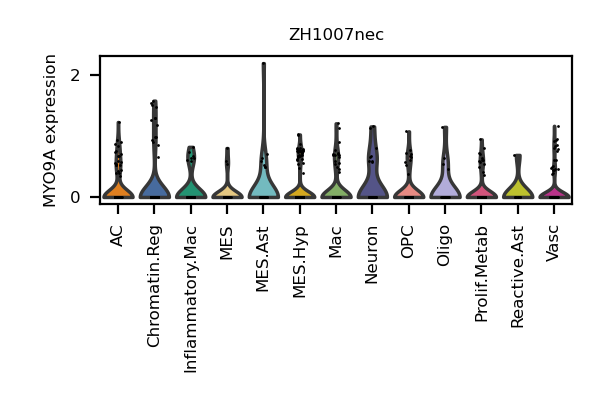 ZH1007nec
MYO9A expression
2
0
AC
Chromatin.Reg
Inflammatory.Mac
MES
MES.Ast
MES.Hyp
Mac
Neuron
OPC
Oligo
Prolif.Metab
Reactive.Ast
Vasc